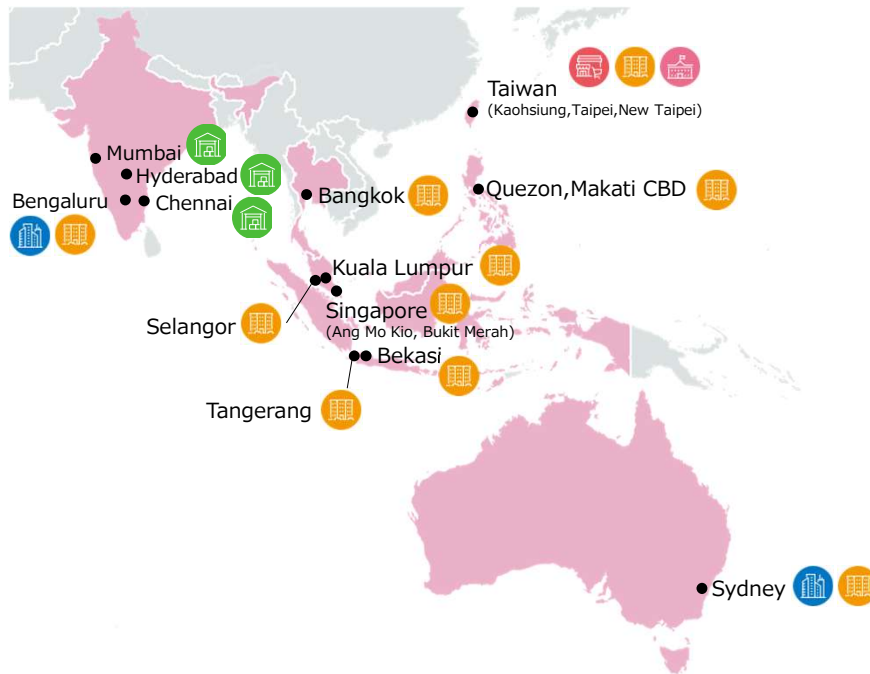 Taiwan
(Kaohsiung,Taipei,New Taipei)
Mumbai
Hyderabad
Bengaluru
Chennai
Bangkok
Quezon,Makati CBD
Kuala Lumpur
Singapore
(Ang Mo Kio, Bukit Merah)
Selangor
Bekasi
Tangerang
Sydney